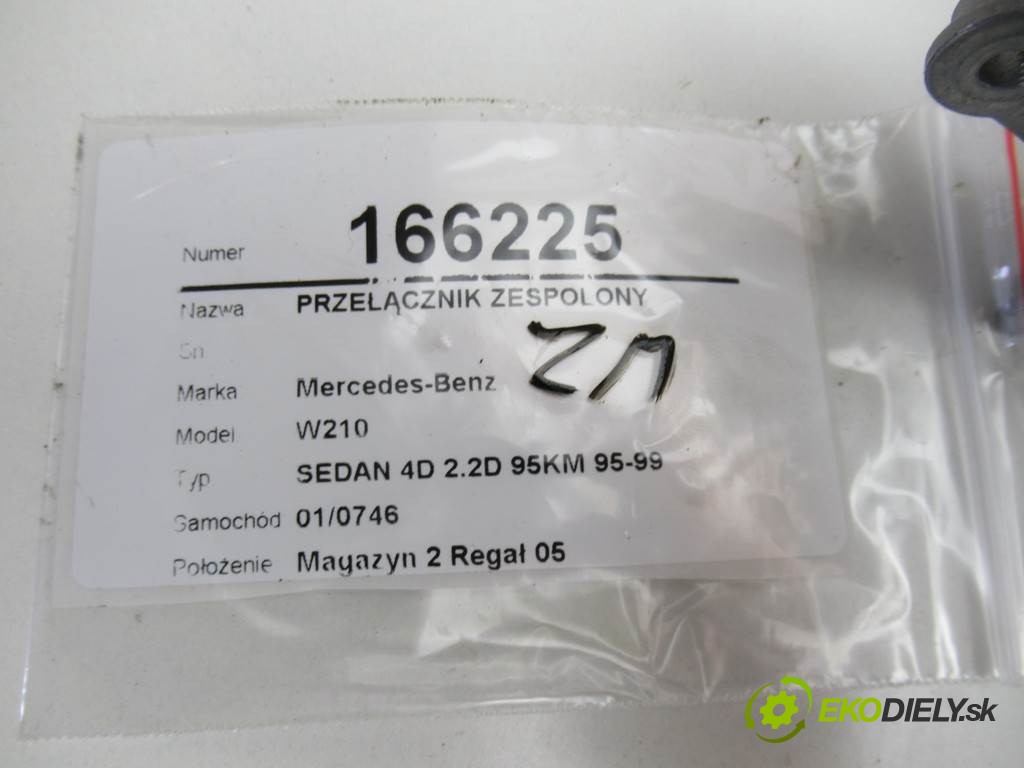 Numer 166225
Nazwa PRZEŁĄCZNIK ZESPOLONY
Sn
Marka Mercedes-Benz
Model W210
Typ SEDAN 4D 2.2D 95KM 95-99
Samochód 01/0746
Położenie Magazyn 2 Regał 05
EKODIELY.sk